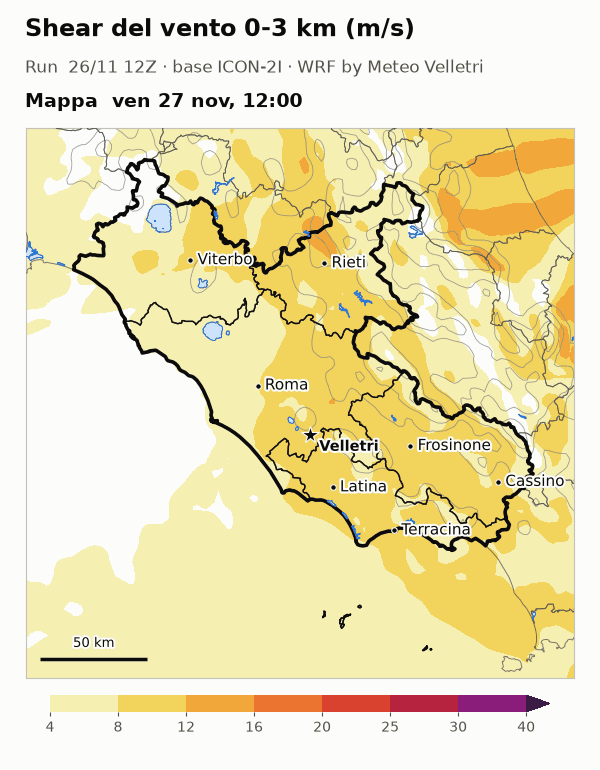 Shear del vento 0-3 km (m/s)
Run 26/11 12Z · base ICON-2I · WRF by Meteo Velletri
Mappa ven 27 nov, 12:00
Viterbo
Rieti
Roma
Velletri
Frosinone
Cassino
Latina
Terracina
50 km
4 8 12 16 20 25 30 40